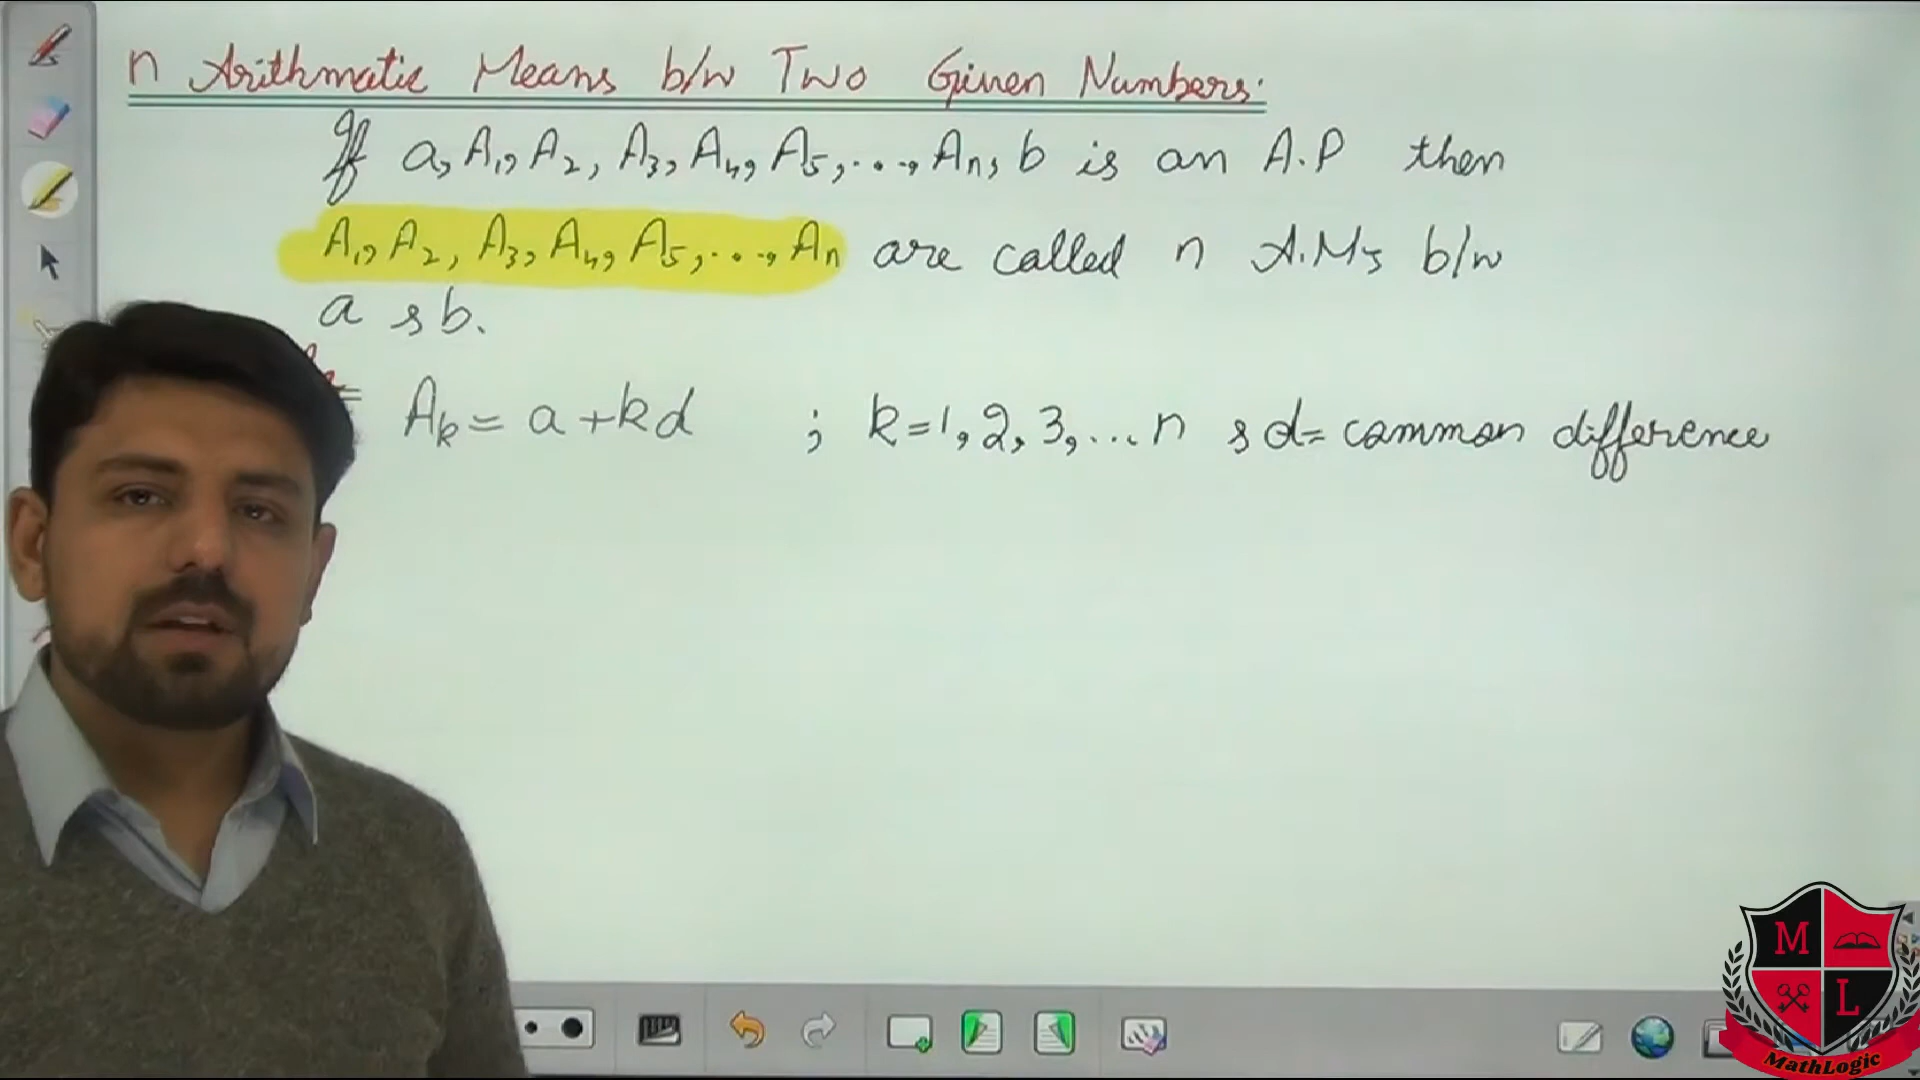 n Arithmatic Means b/w Two Given Numbers:
If a, A₁, A₂, A₃, A₄, A₅, ..., Aₙ, b is an A.P then
A₁, A₂, A₃, A₄, A₅, ..., Aₙ are called n A.Ms b/w
a & b.
Aₖ = a + kd ; k = 1, 2, 3, ... n & d = common difference
M
L
MathLogic